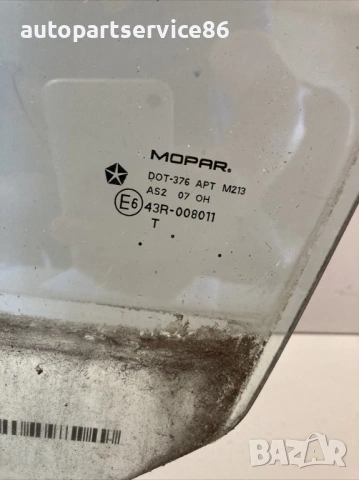 autopartservice86
MOPAR.
DOT-376 APT M213
AS2 07 OH
E6 43R-008011
T
BAZAR